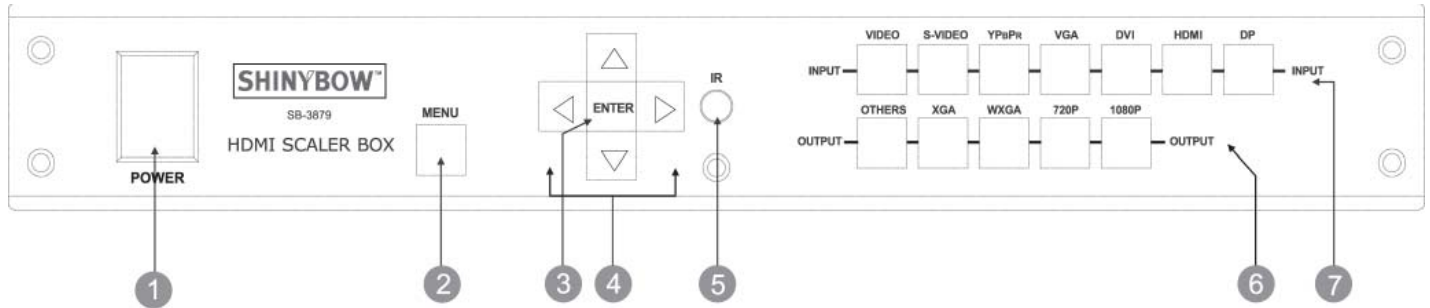 SHINYBOW™
SB-3879
HDMI SCALER BOX
POWER
MENU
ENTER
IR
VIDEO S-VIDEO YPBPR VGA DVI HDMI DP
INPUT INPUT
OTHERS XGA WXGA 720P 1080P
OUTPUT OUTPUT
1 2 3 4 5 6 7